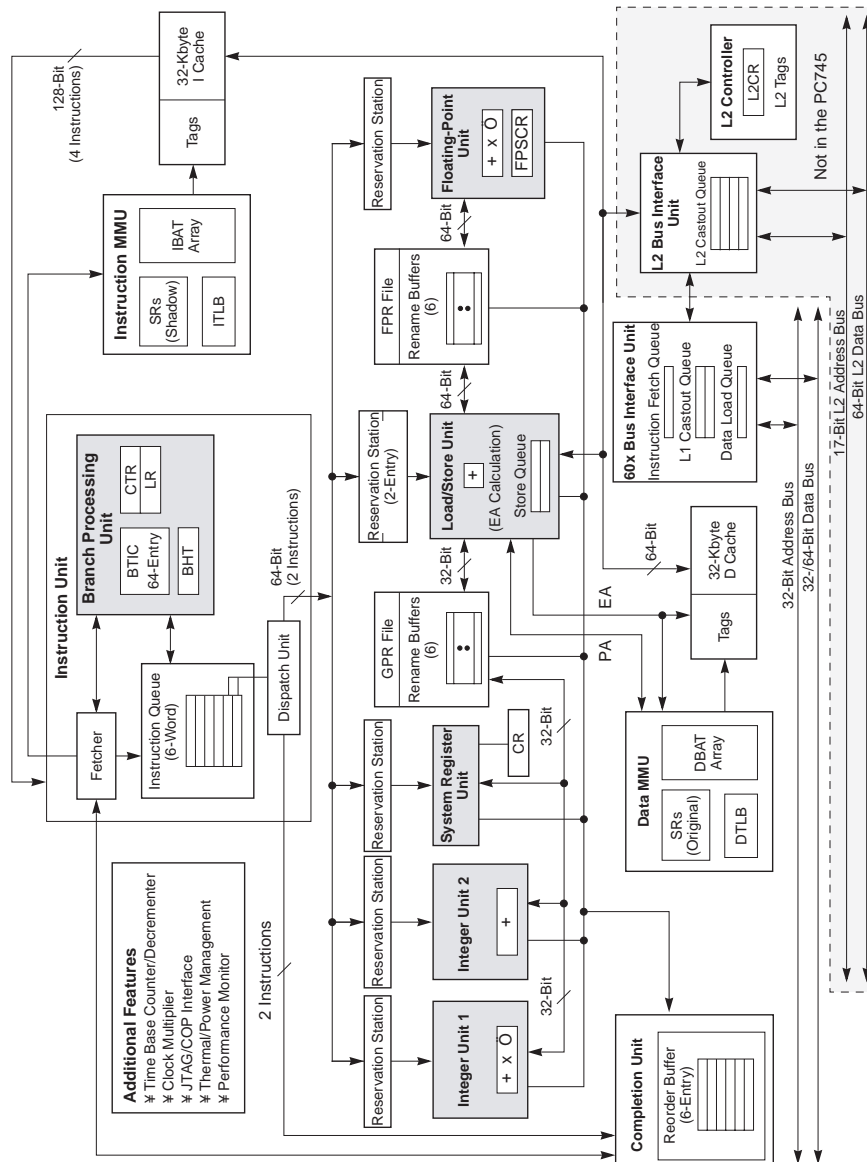 Additional Features
¥ Time Base Counter/Decrementer
¥ Clock Multiplier
¥ JTAG/COP Interface
¥ Thermal/Power Management
¥ Performance Monitor
Instruction Unit
Fetcher
Branch Processing
Unit
BTIC
64-Entry
CTR
LR
BHT
Instruction Queue
(6-Word)
Dispatch Unit
64-Bit
(2 Instructions)
2 Instructions
Instruction MMU
SRs
(Shadow)
IBAT
Array
ITLB
128-Bit
(4 Instructions)
Tags
32-Kbyte
I Cache
Reservation Station
Reservation Station
Reservation Station
Reservation Station
(2-Entry)
Reservation Station
Integer Unit 1
+ x Ö
Integer Unit 2
+
System Register
Unit
CR
32-Bit
32-Bit
GPR File
Rename Buffers
(6)
32-Bit
Load/Store Unit
+
(EA Calculation)
Store Queue
64-Bit
FPR File
Rename Buffers
(6)
64-Bit
Floating-Point
Unit
+ x Ö
FPSCR
PA
EA
64-Bit
Completion Unit
Reorder Buffer
(6-Entry)
Data MMU
SRs
(Original)
DBAT
Array
DTLB
Tags
32-Kbyte
D Cache
60x Bus Interface Unit
Instruction Fetch Queue
L1 Castout Queue
Data Load Queue
L2 Bus Interface
Unit
L2 Castout Queue
L2 Controller
L2CR
L2 Tags
Not in the PC745
32-Bit Address Bus
32-/64-Bit Data Bus
17-Bit L2 Address Bus
64-Bit L2 Data Bus